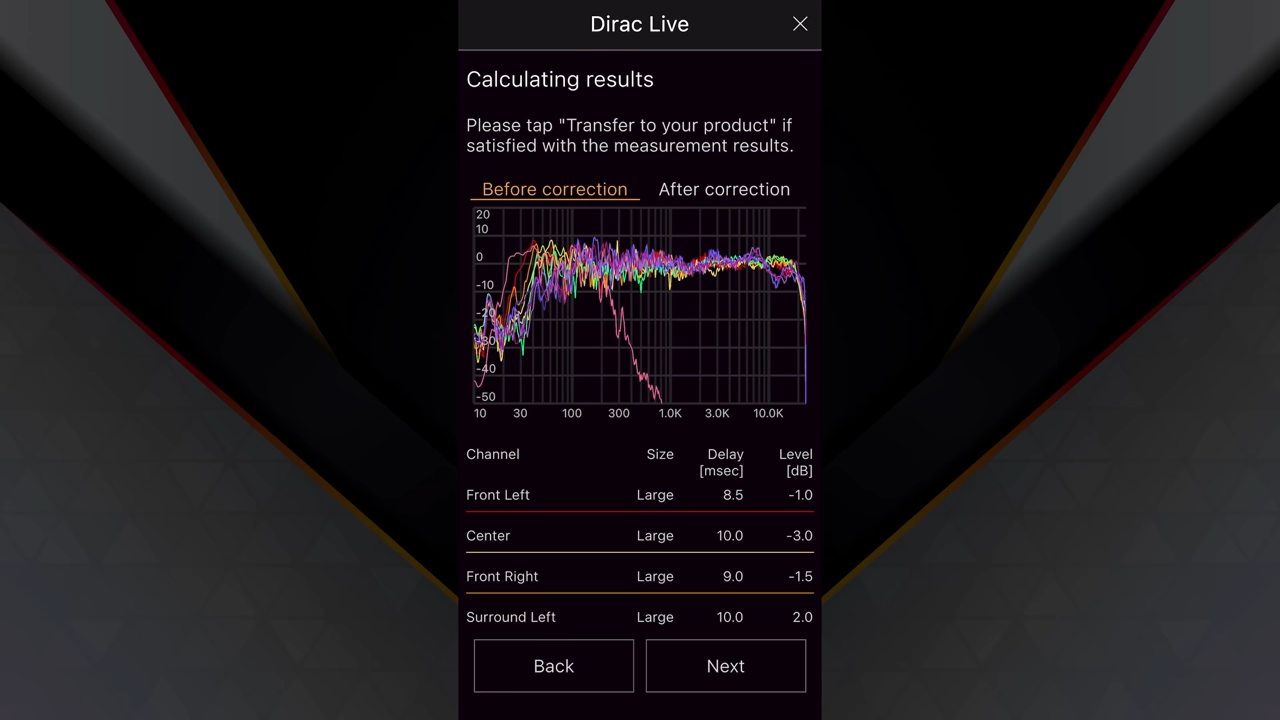 Dirac Live
Calculating results
Please tap "Transfer to your product" if
satisfied with the measurement results.
Before correction After correction
20
10
0
-10
-20
-30
-40
-50
10 30 100 300 1.0K 3.0K 10.0K
Channel Size Delay [msec] Level [dB]
Front Left Large 8.5 -1.0
Center Large 10.0 -3.0
Front Right Large 9.0 -1.5
Surround Left Large 10.0 2.0
Back Next